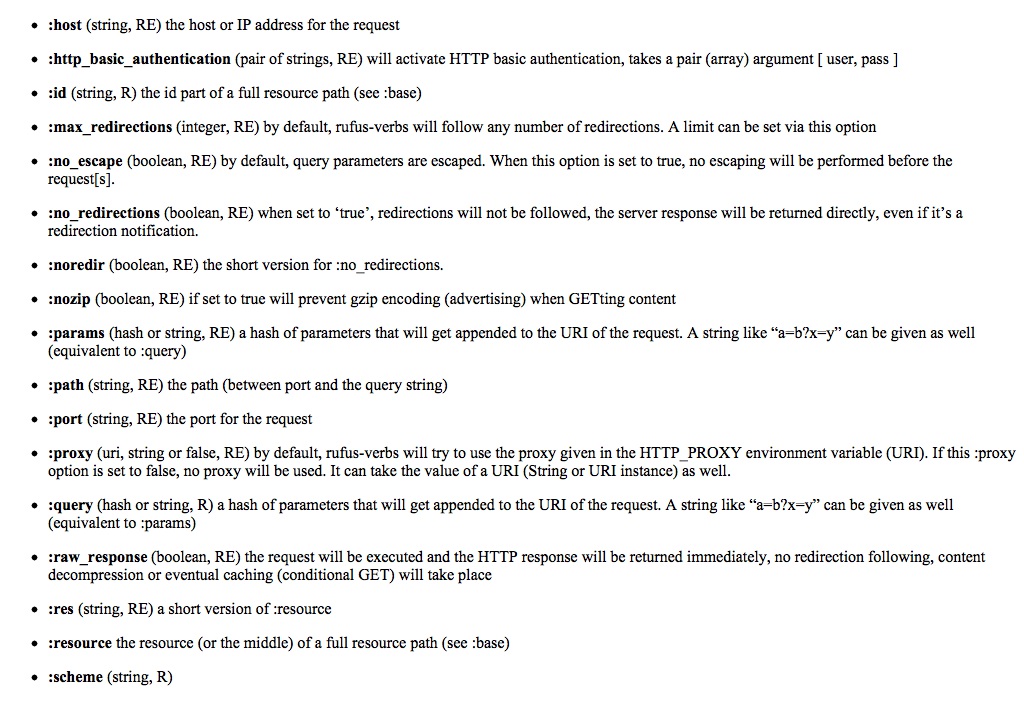 • :host (string, RE) the host or IP address for the request
• :http_basic_authentication (pair of strings, RE) will activate HTTP basic authentication, takes a pair (array) argument [ user, pass ]
• :id (string, R) the id part of a full resource path (see :base)
• :max_redirections (integer, RE) by default, rufus-verbs will follow any number of redirections. A limit can be set via this option
• :no_escape (boolean, RE) by default, query parameters are escaped. When this option is set to true, no escaping will be performed before the
request[s].
• :no_redirections (boolean, RE) when set to ‘true’, redirections will not be followed, the server response will be returned directly, even if it’s a
redirection notification.
• :noredir (boolean, RE) the short version for :no_redirections.
• :nozip (boolean, RE) if set to true will prevent gzip encoding (advertising) when GETting content
• :params (hash or string, RE) a hash of parameters that will get appended to the URI of the request. A string like “a=b?x=y” can be given as well
(equivalent to :query)
• :path (string, RE) the path (between port and the query string)
• :port (string, RE) the port for the request
• :proxy (uri, string or false, RE) by default, rufus-verbs will try to use the proxy given in the HTTP_PROXY environment variable (URI). If this :proxy
option is set to false, no proxy will be used. It can take the value of a URI (String or URI instance) as well.
• :query (hash or string, R) a hash of parameters that will get appended to the URI of the request. A string like “a=b?x=y” can be given as well
(equivalent to :params)
• :raw_response (boolean, RE) the request will be executed and the HTTP response will be returned immediately, no redirection following, content
decompression or eventual caching (conditional GET) will take place
• :res (string, RE) a short version of :resource
• :resource the resource (or the middle) of a full resource path (see :base)
• :scheme (string, R)